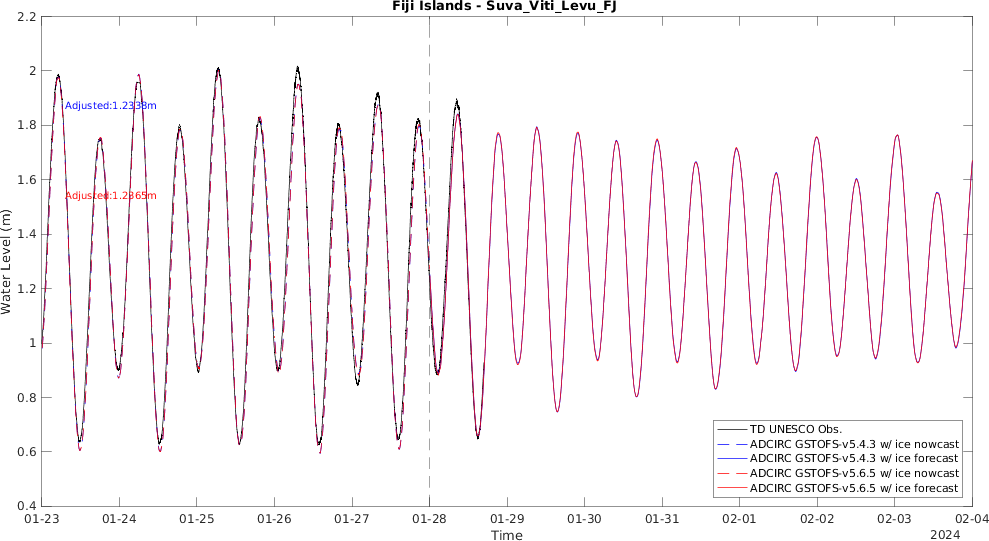 Fiji Islands - Suva_Viti_Levu_FJ
2.2
2
1.8
1.6
1.4
1.2
1
0.8
0.6
0.4
Water Level (m)
Adjusted:1.2338m
Adjusted:1.2365m
TD UNESCO Obs.
ADCIRC GSTOFS-v5.4.3 w/ ice nowcast
ADCIRC GSTOFS-v5.4.3 w/ ice forecast
ADCIRC GSTOFS-v5.6.5 w/ ice nowcast
ADCIRC GSTOFS-v5.6.5 w/ ice forecast
01-23 01-24 01-25 01-26 01-27 01-28 01-29 01-30 01-31 02-01 02-02 02-03 02-04
Time
2024